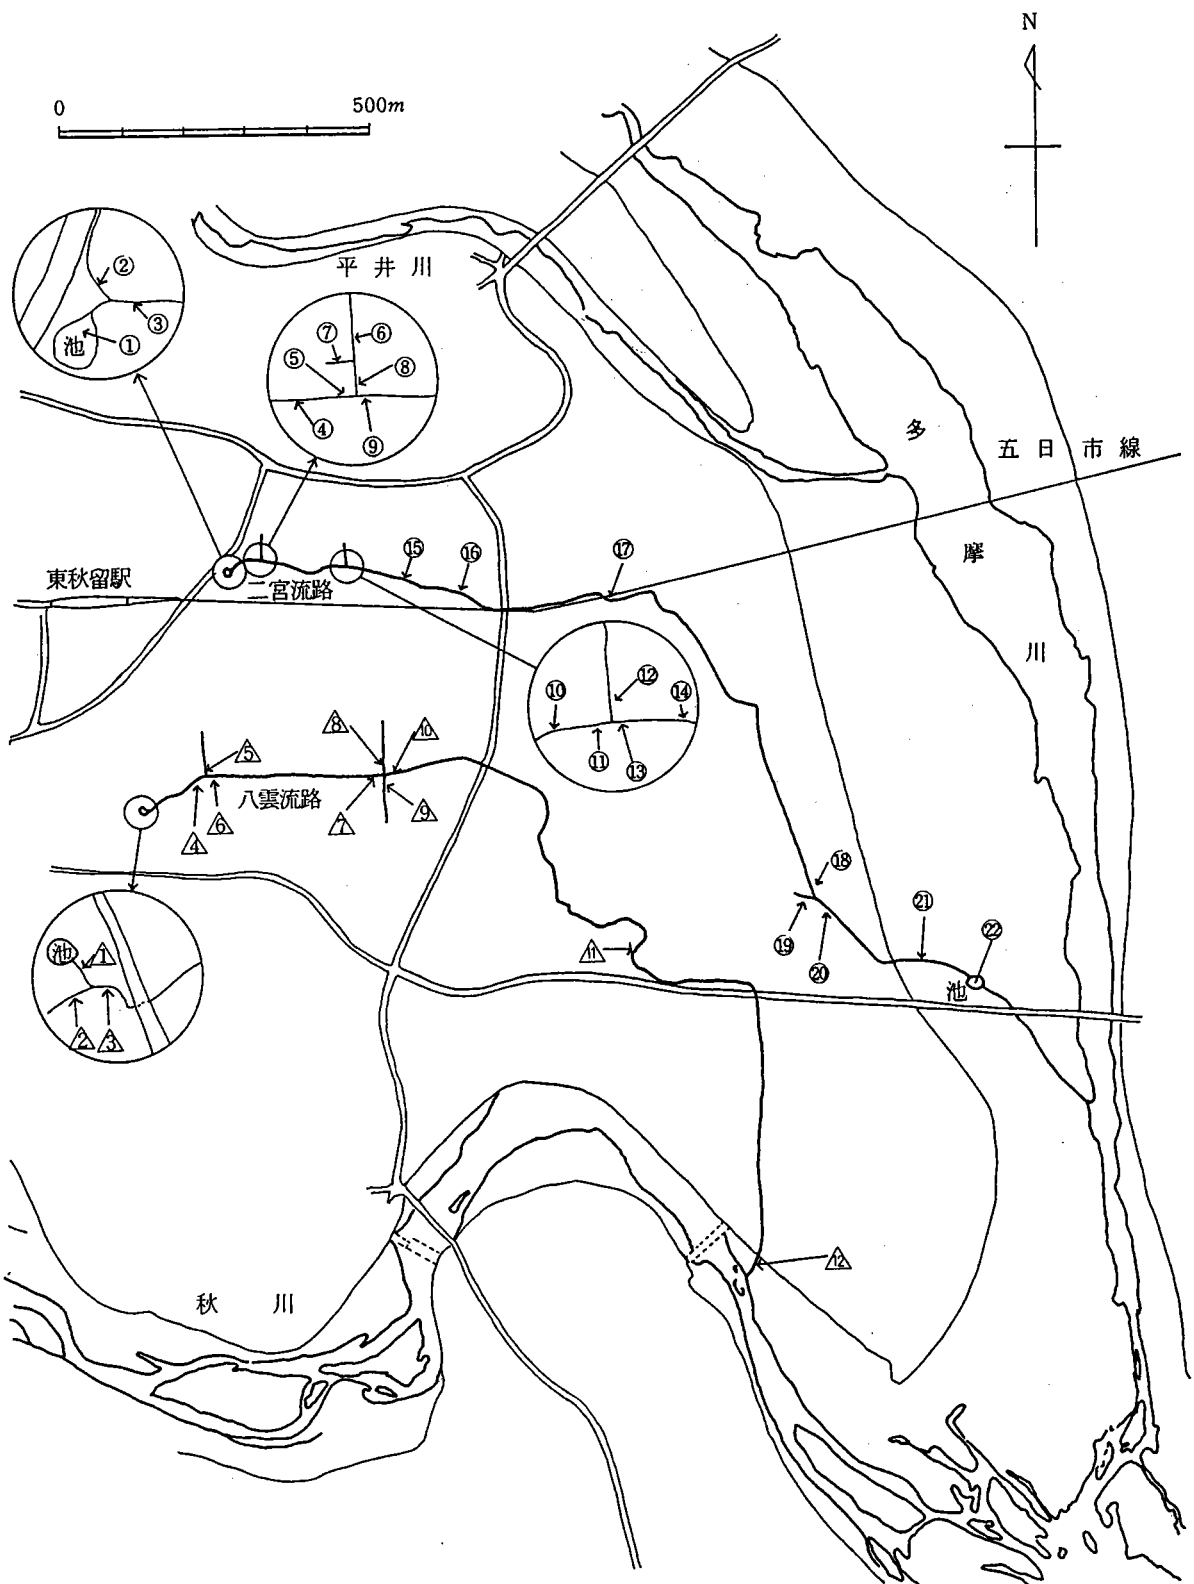 N
0 500m
平井川
②
③
池 ①
⑦ ⑥
⑤ ⑧
④ ⑨
多摩川
五日市線
東秋留駅
二宮流路
⑮ ⑯ ⑰
⑩ ⑫ ⑭
⑪ ⑬
5 8 10
八雲流路
4 6 7 9
池 1
2 3
11
⑱
⑲ ⑳ ㉑ ㉒
池
12
秋川